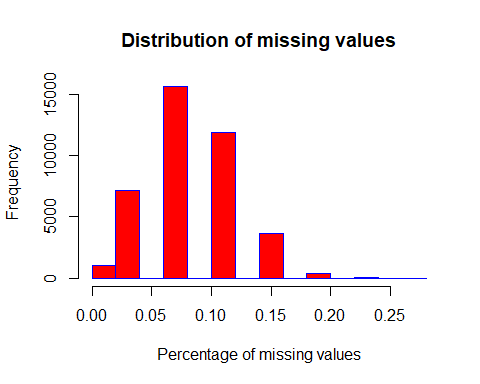 Distribution of missing values
Frequency
15000
10000
5000
0
0.00 0.05 0.10 0.15 0.20 0.25
Percentage of missing values